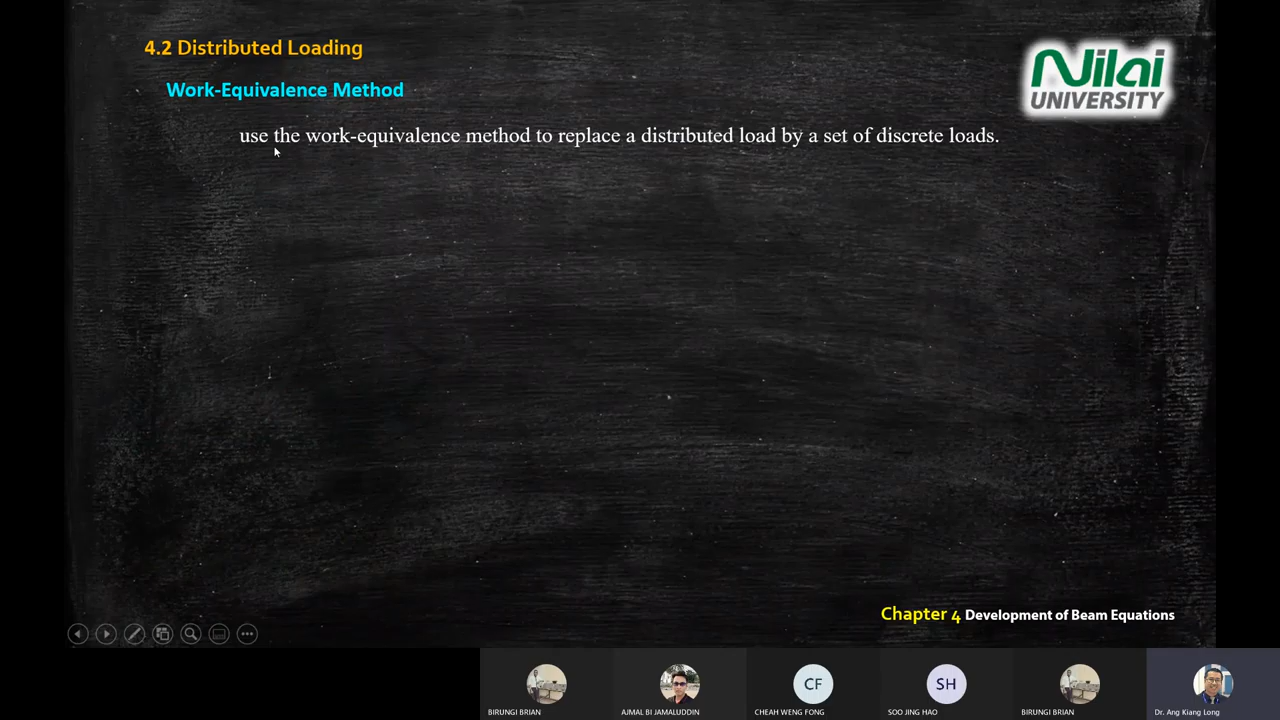 4.2 Distributed Loading
Nilai
UNIVERSITY
Work-Equivalence Method
use the work-equivalence method to replace a distributed load by a set of discrete loads.
Chapter 4 Development of Beam Equations
CF
SH
BIRUNGI BRIAN
AJMAL BI JAMALUDDIN
CHEAH WENG FONG
SOO JING HAO
BIRUNGI BRIAN
Dr. Ang Kiang Long